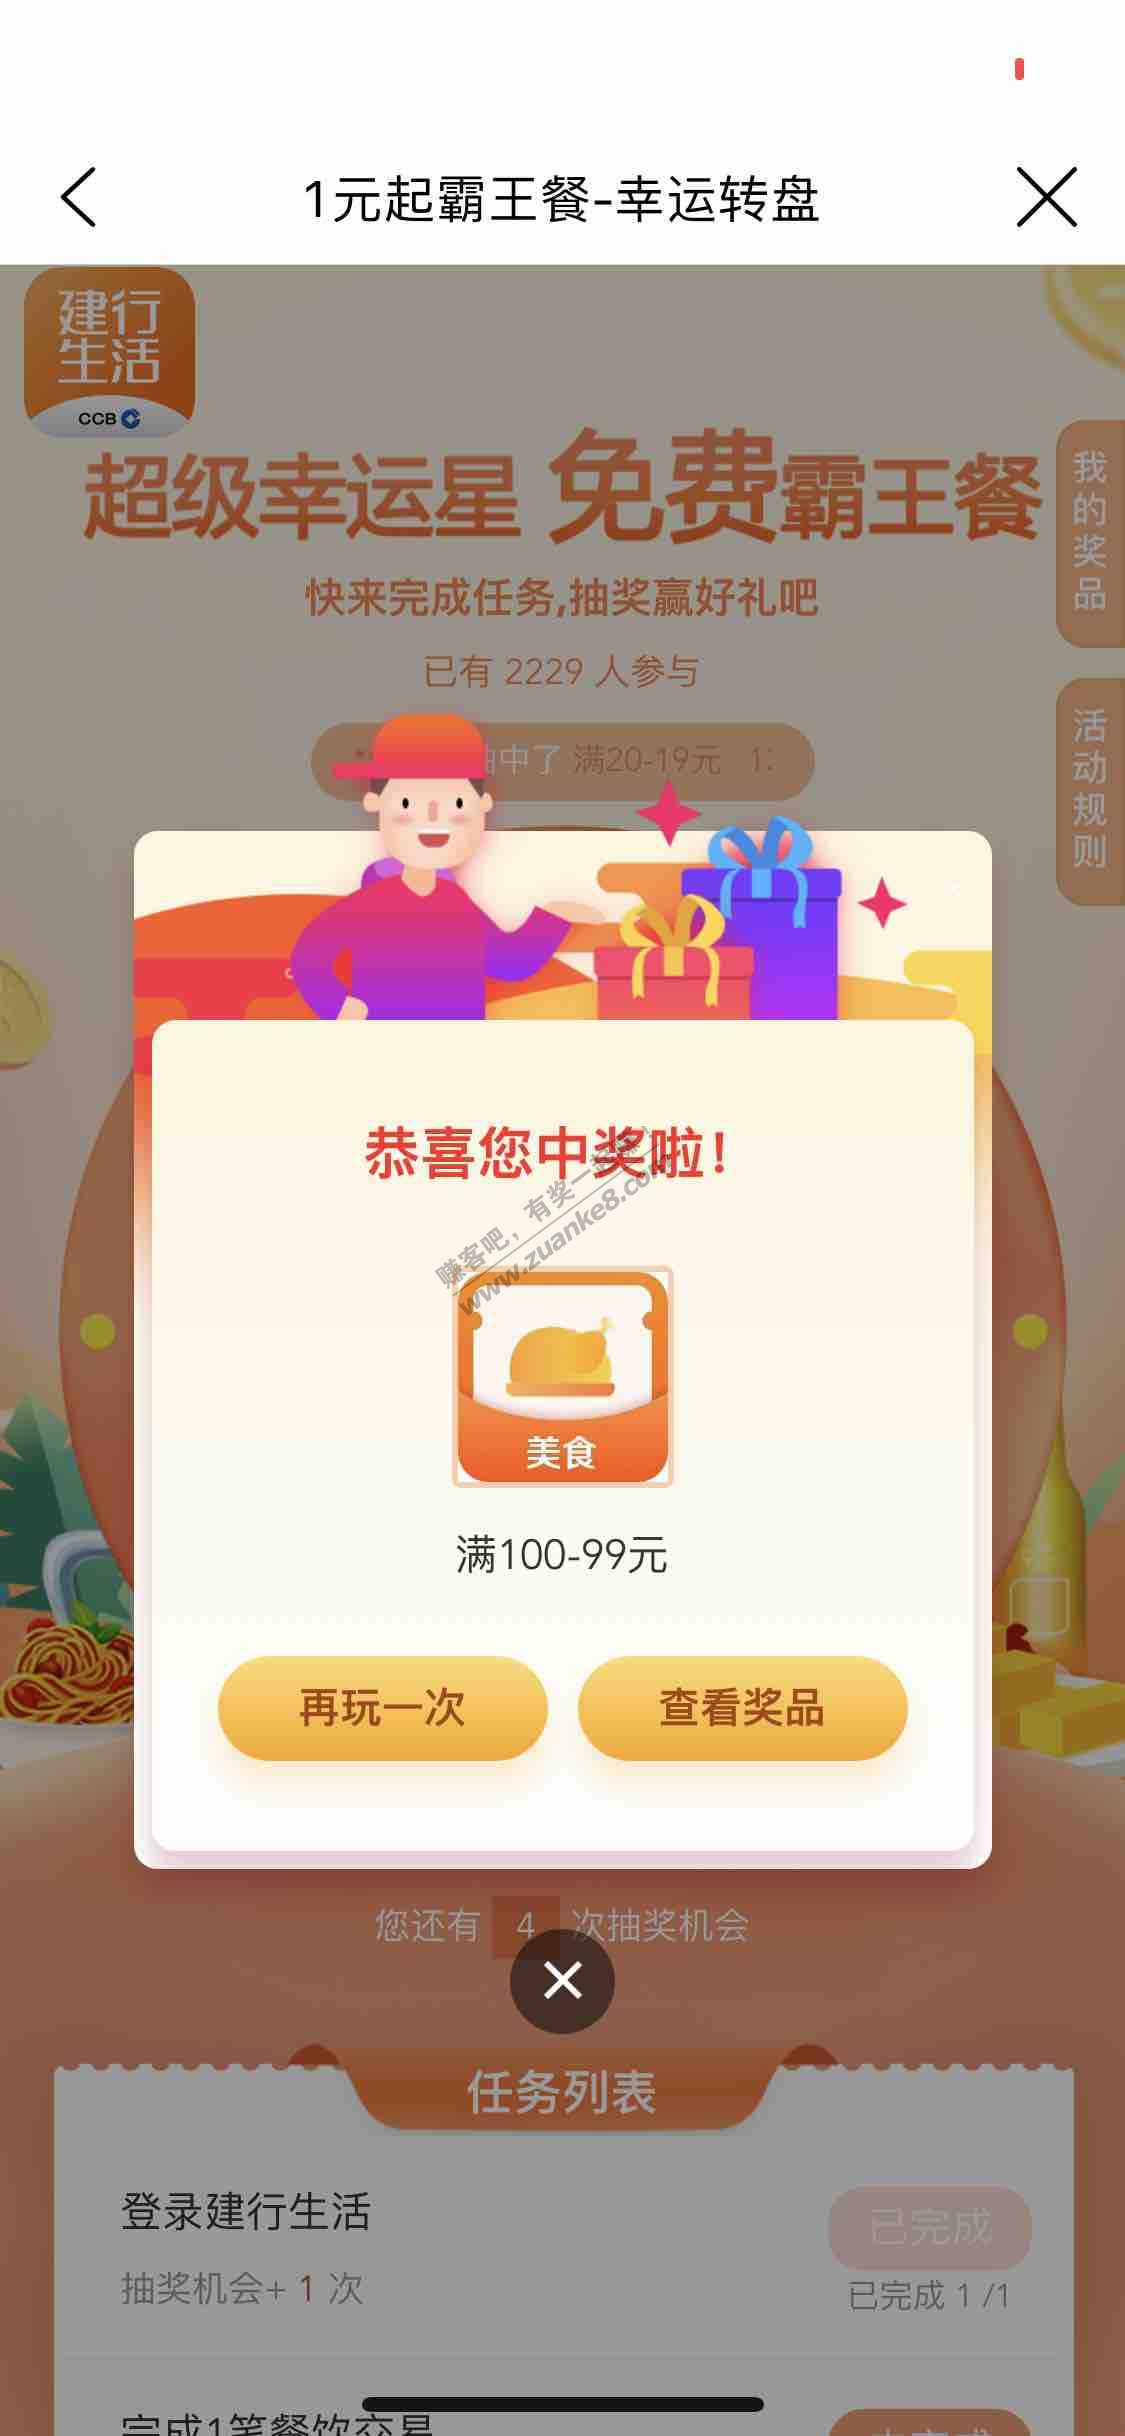 1元起霸王餐-幸运转盘
建行
生活
CCB
超级幸运星 免费霸王餐
快来完成任务,抽奖赢好礼吧
已有 2229 人参与
我的奖品
中了 满20-19元
活动规则
恭喜您中奖啦!
赚客吧，有奖一起赚！
www.zuanke8.com
美食
满100-99元
再玩一次
查看奖品
您还有 4 次抽奖机会
任务列表
登录建行生活
已完成
抽奖机会+ 1 次
已完成 1 /1
完成1笔餐饮交易